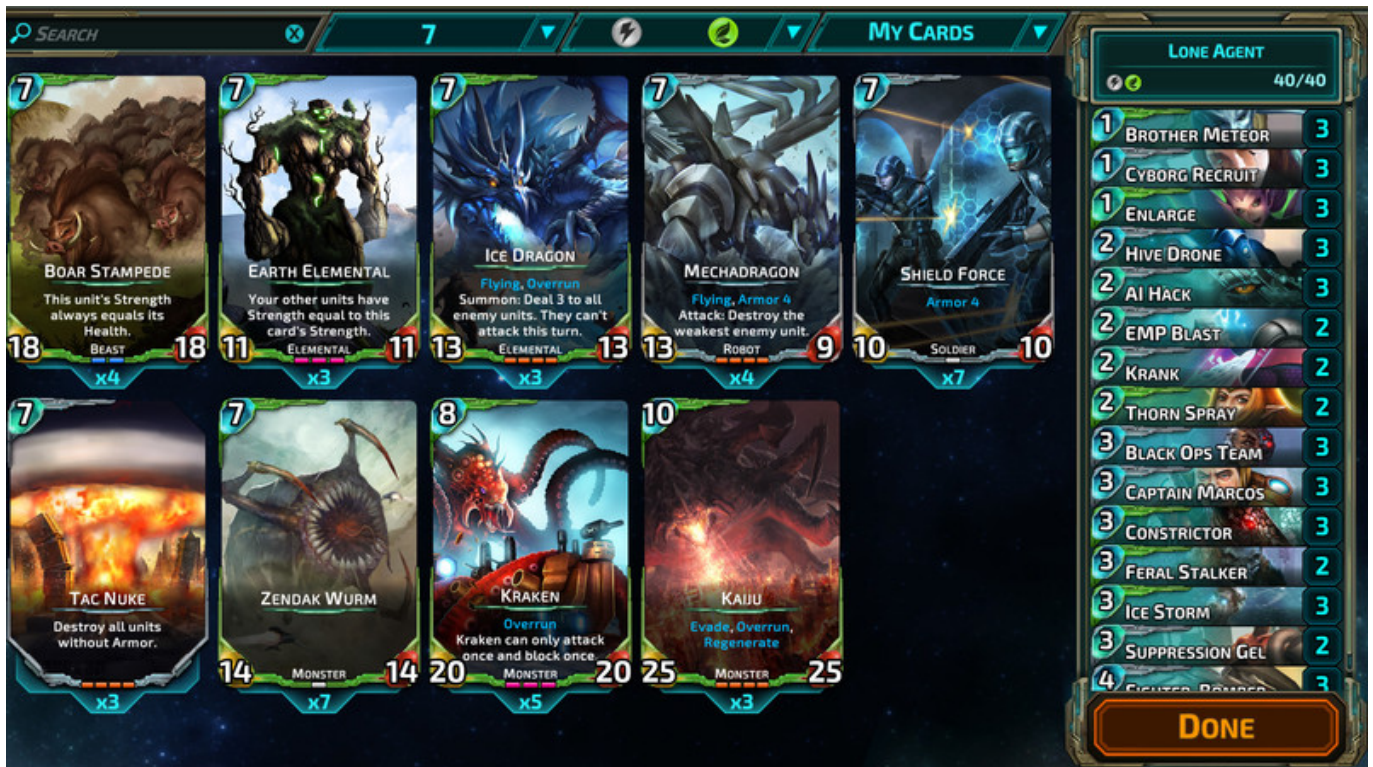 SEARCH
7
MY CARDS
LONE AGENT
40/40
7
BOAR STAMPEDE
This unit's Strength
always equals its
Health.
18
BEAST
18
x4
7
EARTH ELEMENTAL
Your other units have
Strength equal to this
card's Strength.
11
ELEMENTAL
11
x3
7
ICE DRAGON
Flying, Overrun
Summon: Deal 3 to all
enemy units. They can't
attack this turn.
13
ELEMENTAL
13
x3
7
MECHADRAGON
Flying, Armor 4
Attack: Destroy the
weakest enemy unit.
13
ROBOT
9
x4
7
SHIELD FORCE
Armor 4
10
SOLDIER
10
x7
7
TAC NUKE
Destroy all units
without Armor.
x3
7
ZENDAK WURM
14
MONSTER
14
x7
8
KRAKEN
Overrun
Kraken can only attack
once and block once.
20
MONSTER
20
x5
10
KAIJU
Evade, Overrun,
Regenerate
25
MONSTER
25
x3
1 BROTHER METEOR 3
1 CYBORG RECRUIT 3
1 ENLARGE 3
2 HIVE DRONE 3
2 AI HACK 3
2 EMP BLAST 2
2 KRANK 2
2 THORN SPRAY 2
3 BLACK OPS TEAM 3
3 CAPTAIN MARCOS 3
3 CONSTRICTOR 3
3 FERAL STALKER 2
3 ICE STORM 3
3 SUPPRESSION GEL 2
4 FIGHTER-BOMBER 3
DONE